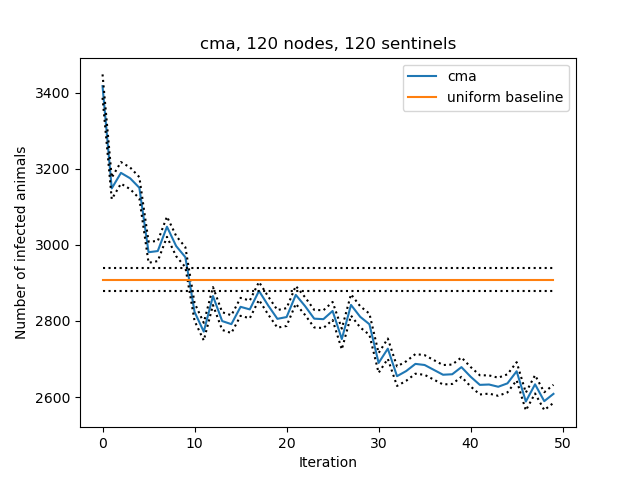 cma, 120 nodes, 120 sentinels
cma
uniform baseline
Number of infected animals
3400
3200
3000
2800
2600
0 10 20 30 40 50
Iteration